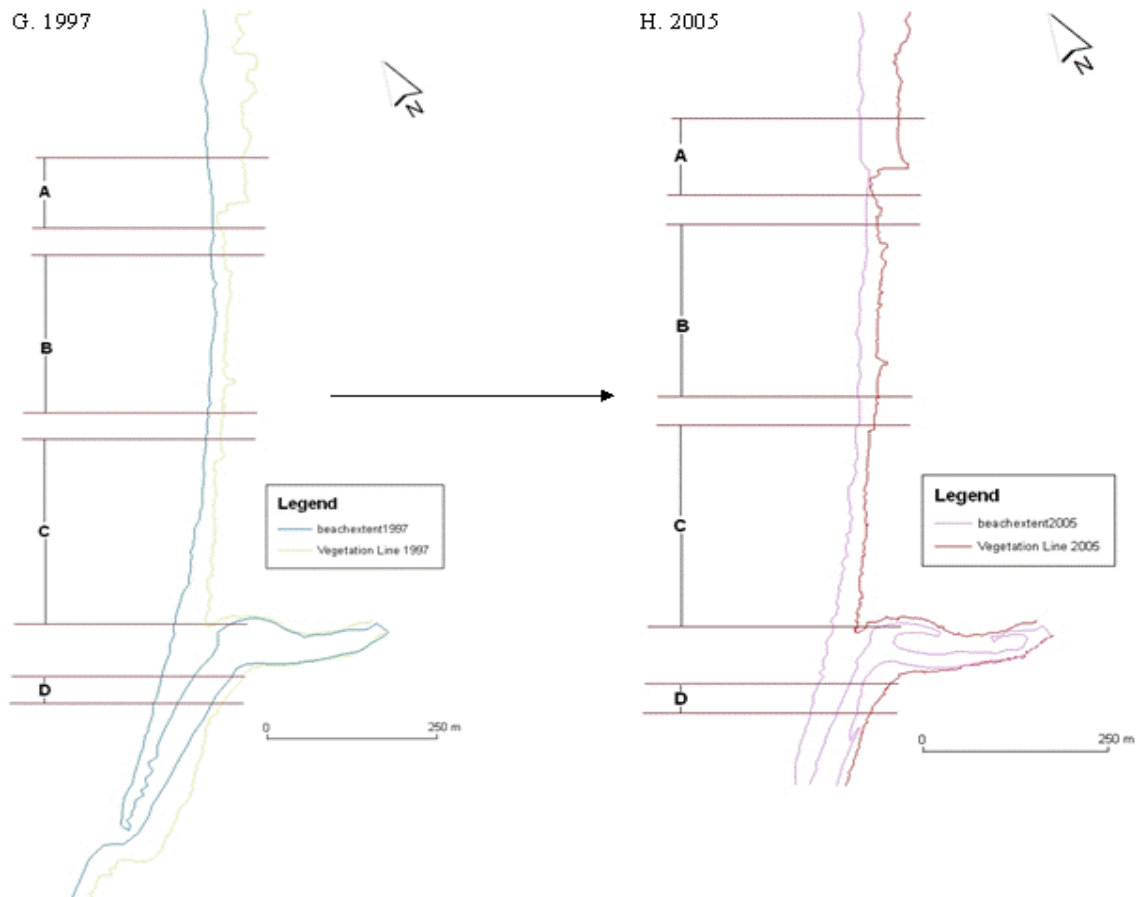 G. 1997
N
A
B
C
D
Legend
beachextent1997
Vegetation Line 1997
0 250 m
H. 2005
N
A
B
C
D
Legend
beachextent2005
Vegetation Line 2005
0 250 m